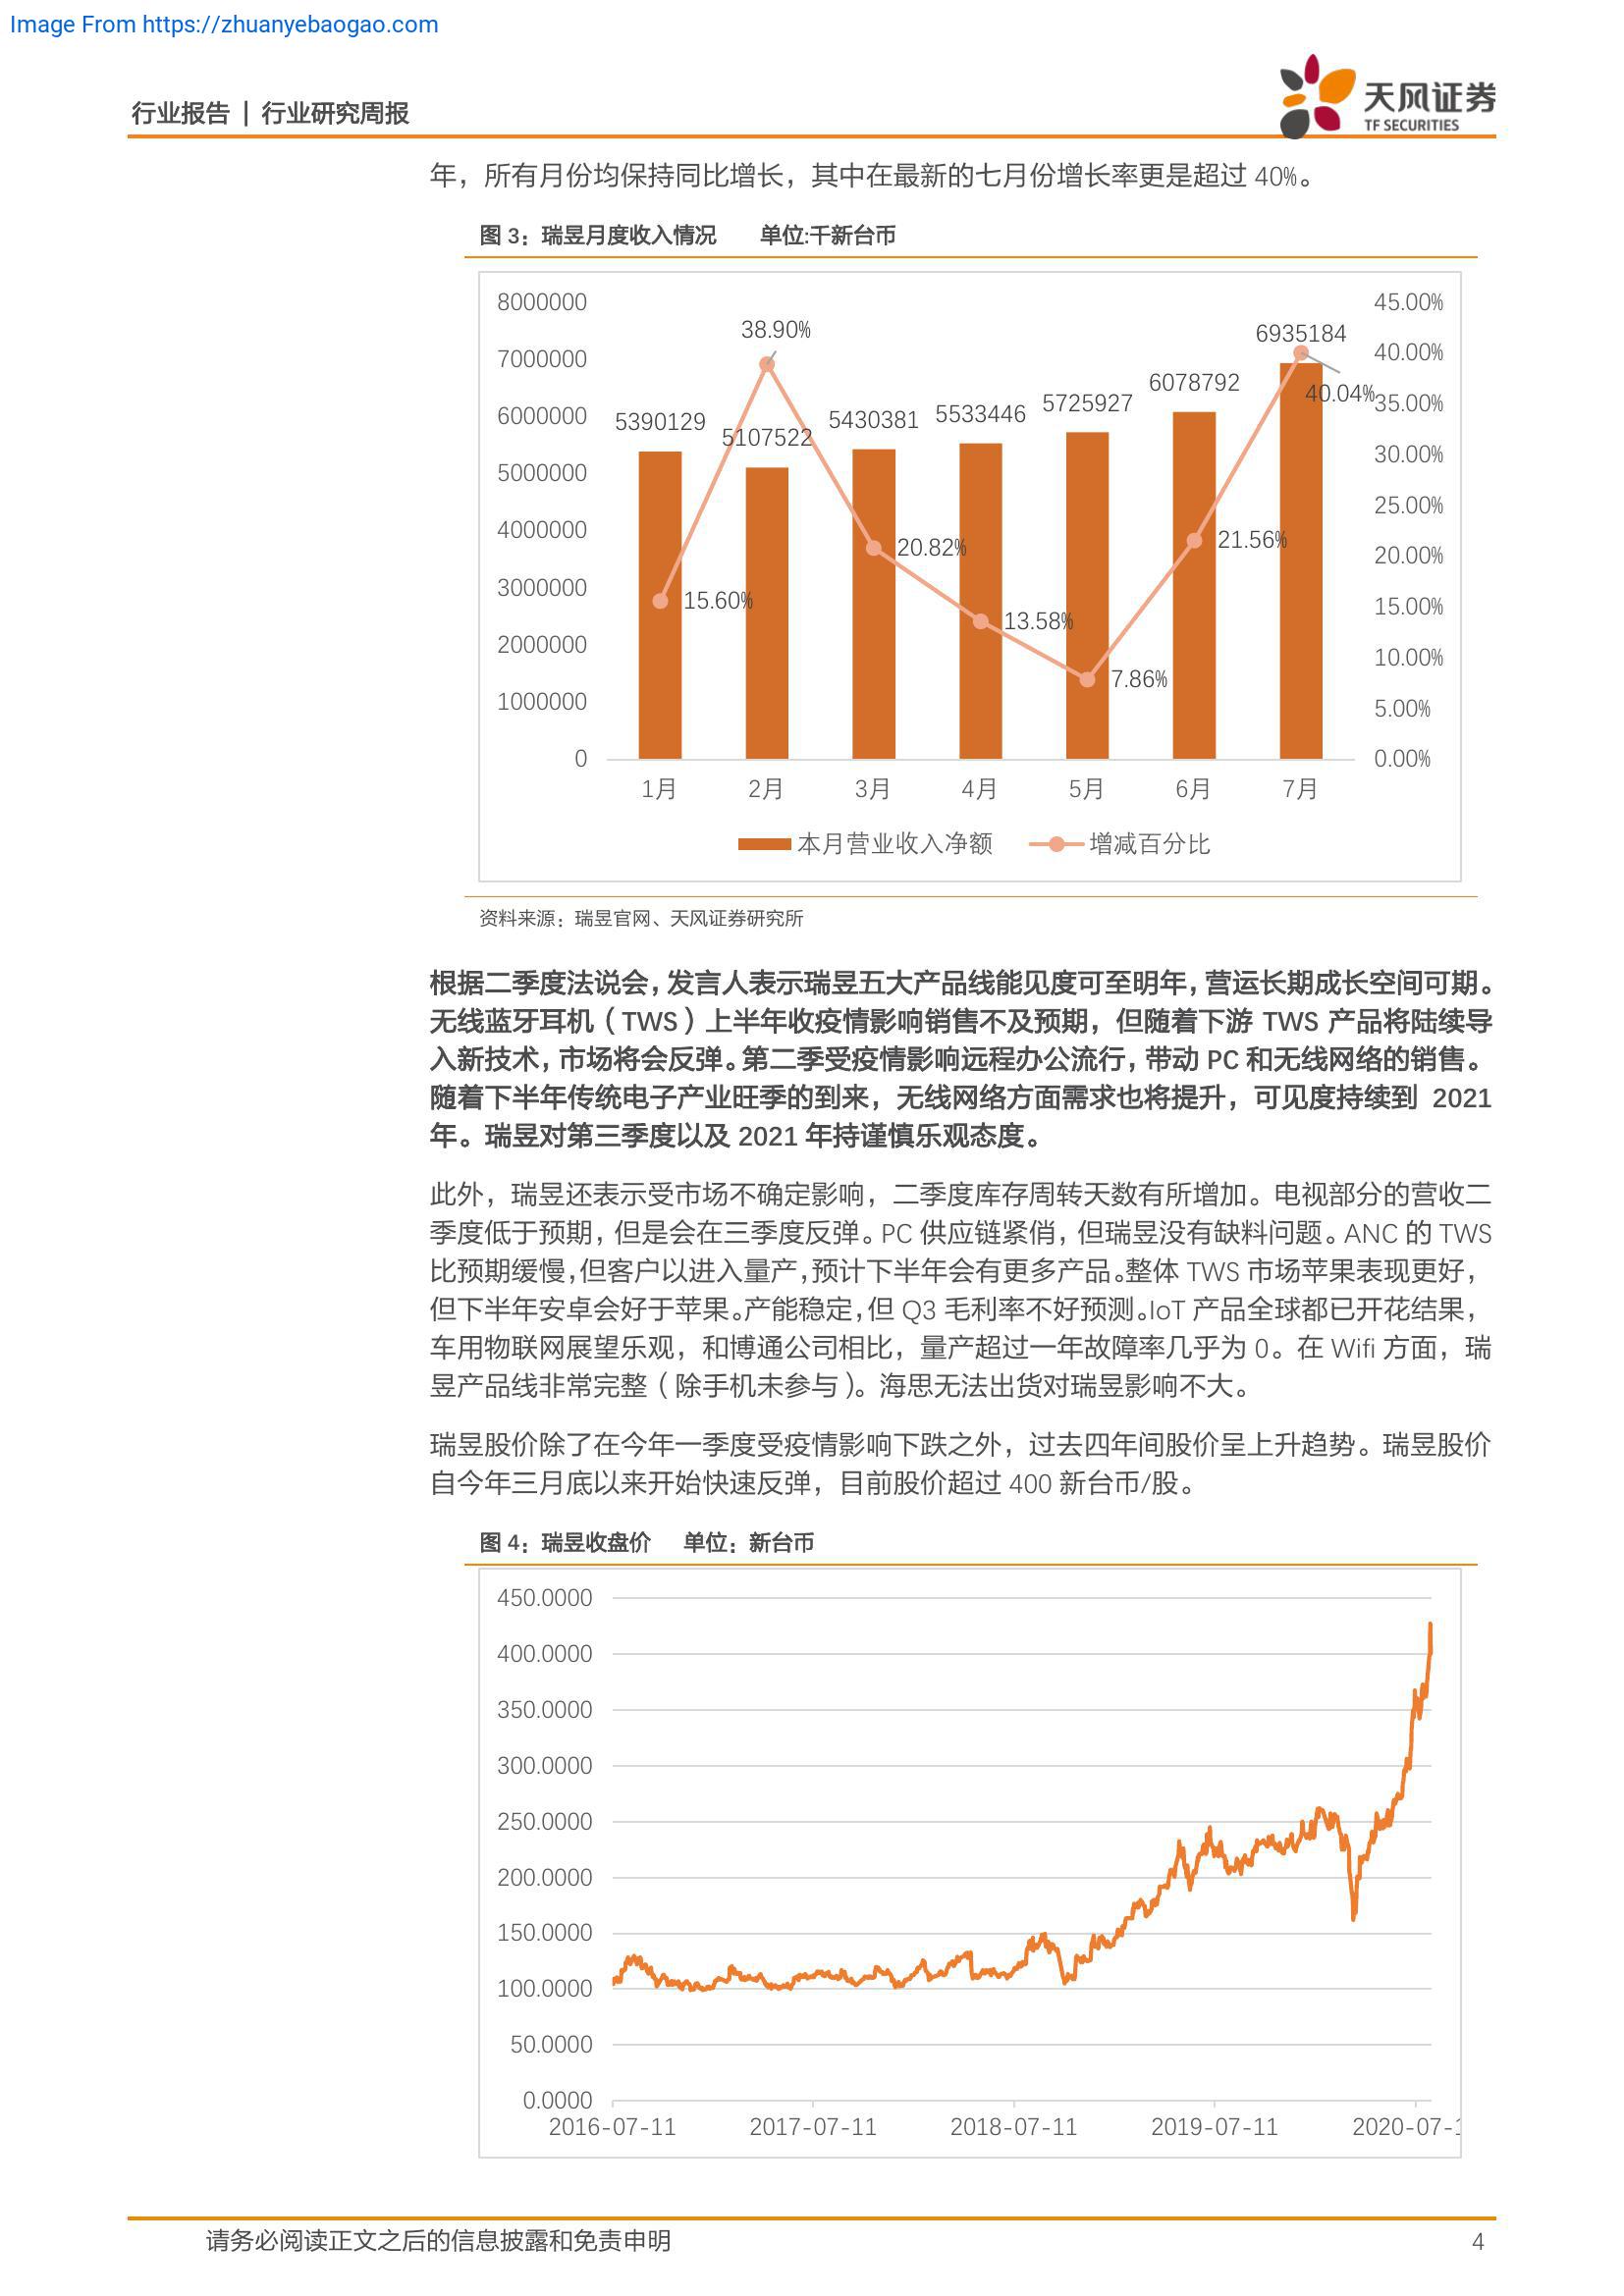 Image From https://zhuanyebaogao.com
行业报告 | 行业研究周报
天风证券
TF SECURITIES
年，所有月份均保持同比增长，其中在最新的七月份增长率更是超过 40%。
图 3：瑞昱月度收入情况 单位:千新台币
8000000
7000000
6000000
5000000
4000000
3000000
2000000
1000000
0
45.00%
40.00%
35.00%
30.00%
25.00%
20.00%
15.00%
10.00%
5.00%
0.00%
5390129
5107522
5430381
5533446
5725927
6078792
6935184
15.60%
38.90%
20.82%
13.58%
7.86%
21.56%
40.04%
1月 2月 3月 4月 5月 6月 7月
本月营业收入净额 增减百分比
资料来源：瑞昱官网、天风证券研究所
根据二季度法说会，发言人表示瑞昱五大产品线能见度可至明年，营运长期成长空间可期。
无线蓝牙耳机（TWS）上半年收疫情影响销售不及预期，但随着下游 TWS 产品将陆续导
入新技术，市场将会反弹。第二季受疫情影响远程办公流行，带动 PC 和无线网络的销售。
随着下半年传统电子产业旺季的到来，无线网络方面需求也将提升，可见度持续到 2021
年。瑞昱对第三季度以及 2021 年持谨慎乐观态度。
此外，瑞昱还表示受市场不确定影响，二季度库存周转天数有所增加。电视部分的营收二
季度低于预期，但是会在三季度反弹。PC 供应链紧俏，但瑞昱没有缺料问题。ANC 的 TWS
比预期缓慢，但客户以进入量产，预计下半年会有更多产品。整体 TWS 市场苹果表现更好，
但下半年安卓会好于苹果。产能稳定，但 Q3 毛利率不好预测。IoT 产品全球都已开花结果，
车用物联网展望乐观，和博通公司相比，量产超过一年故障率几乎为 0。在 Wifi 方面，瑞
昱产品线非常完整（除手机未参与）。海思无法出货对瑞昱影响不大。
瑞昱股价除了在今年一季度受疫情影响下跌之外，过去四年间股价呈上升趋势。瑞昱股价
自今年三月底以来开始快速反弹，目前股价超过 400 新台币/股。
图 4：瑞昱收盘价 单位：新台币
450.0000
400.0000
350.0000
300.0000
250.0000
200.0000
150.0000
100.0000
50.0000
0.0000
2016-07-11 2017-07-11 2018-07-11 2019-07-11 2020-07-1
请务必阅读正文之后的信息披露和免责申明 4